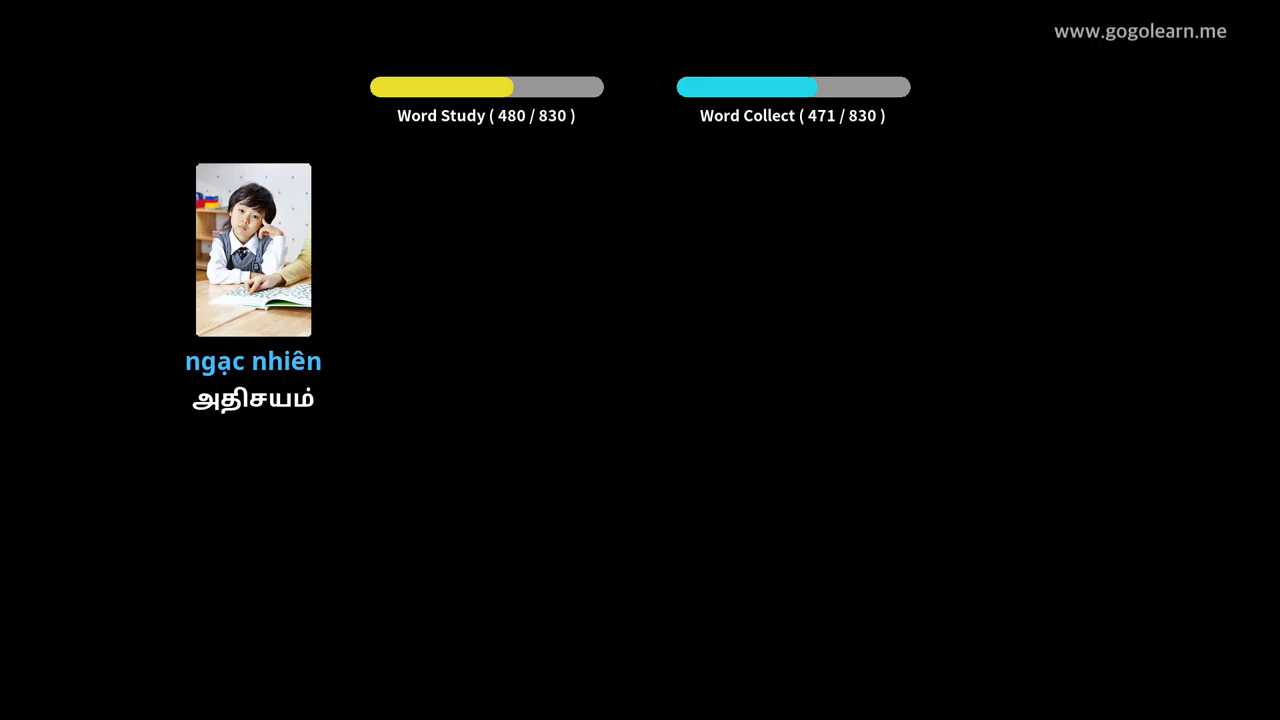 www.gogolearn.me
Word Study ( 480 / 830 )
Word Collect ( 471 / 830 )
ngạc nhiên
அதிசயம்